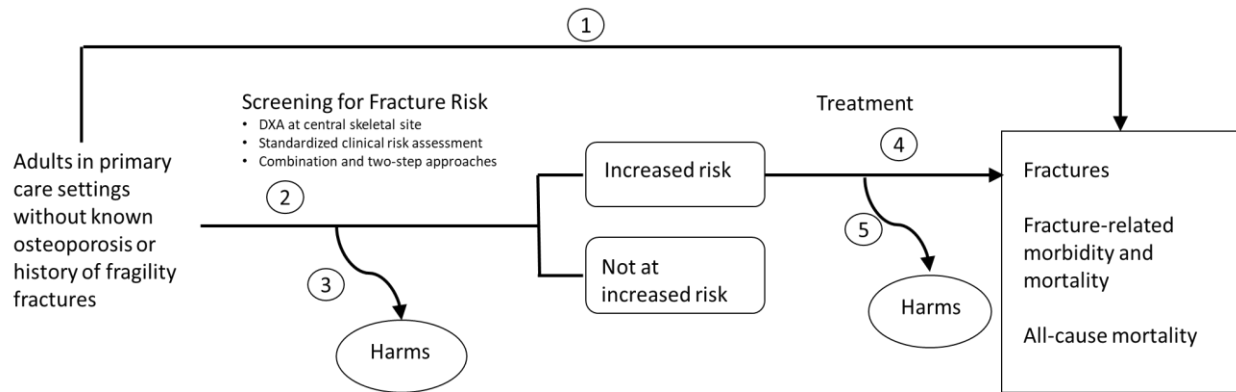 1
Screening for Fracture Risk
• DXA at central skeletal site
• Standardized clinical risk assessment
• Combination and two-step approaches
Treatment
Adults in primary
care settings
without known
osteoporosis or
history of fragility
fractures
2
3
Harms
Increased risk
Not at
increased risk
4
5
Harms
Fractures
Fracture-related
morbidity and
mortality
All-cause mortality